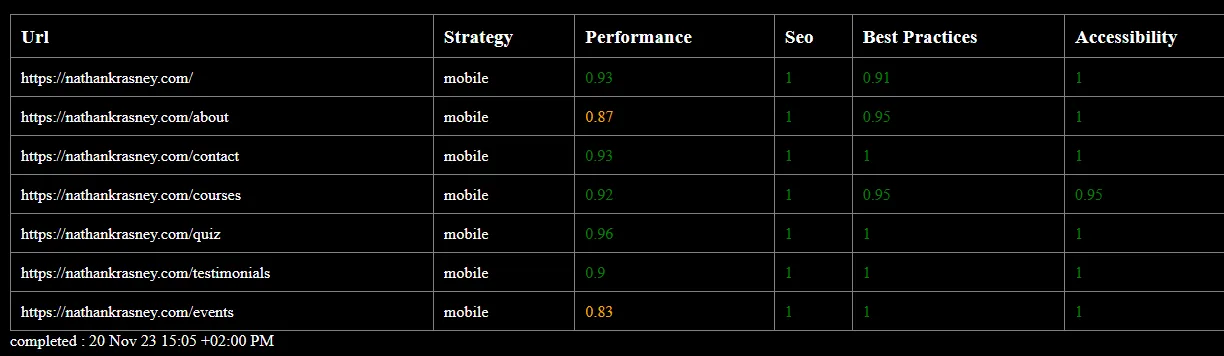 Url Strategy Performance Seo Best Practices Accessibility
https://nathankrasney.com/ mobile 0.93 1 0.91 1
https://nathankrasney.com/about mobile 0.87 1 0.95 1
https://nathankrasney.com/contact mobile 0.93 1 1 1
https://nathankrasney.com/courses mobile 0.92 1 0.95 0.95
https://nathankrasney.com/quiz mobile 0.96 1 1 1
https://nathankrasney.com/testimonials mobile 0.9 1 1 1
https://nathankrasney.com/events mobile 0.83 1 1 1
completed : 20 Nov 23 15:05 +02:00 PM